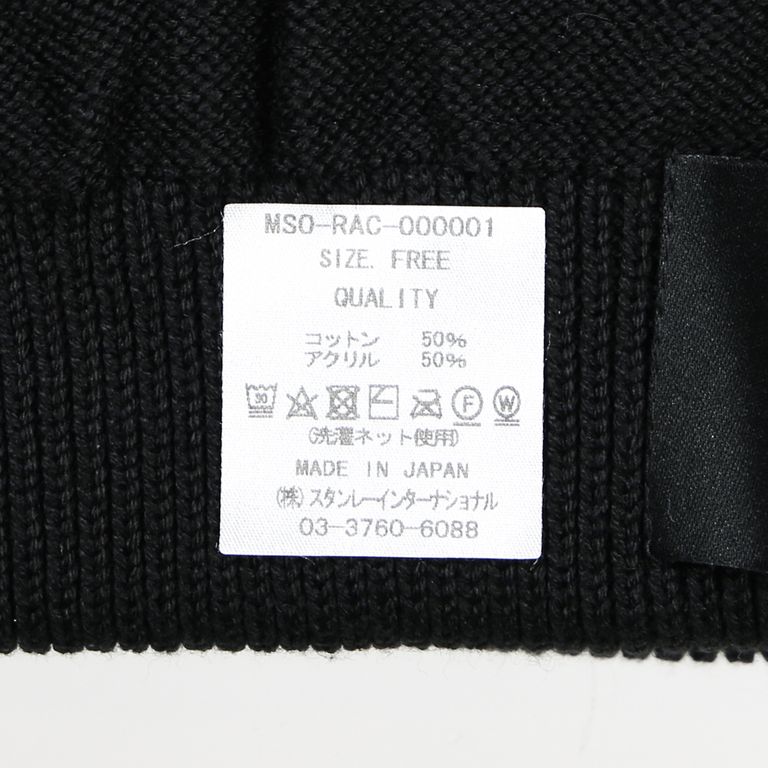 MSO-RAC-000001
SIZE. FREE
QUALITY
コットン 50%
アクリル 50%
30 F W
(洗濯ネット使用)
MADE IN JAPAN
(株)スタンレーインターナショナル
03-3760-6088